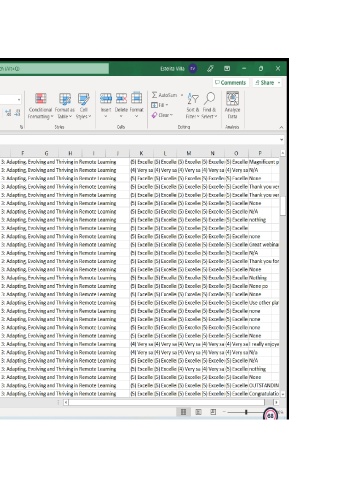 ch (Alt+Q)
Estelita Villa
Comments Share
Conditional Format as Cell Insert Delete Format AutoSum Sort & Find & Analyze
Formatting Table Styles Fill Filter Select Data
Clear
Styles Cells Editing Analysis
F G H I J K L M N O P
3: Adapting, Evolving and Thriving in Remote Learning (5) Excelle (5) Excelle (5) Excelle (5) Excelle (5) Excelle Magnificent p
3: Adapting, Evolving and Thriving in Remote Learning (4) Very sa (4) Very sa (4) Very sa (4) Very sa (4) Very sa N/A
3: Adapting, Evolving and Thriving in Remote Learning (5) Excelle (5) Excelle (5) Excelle (5) Excelle (5) Excelle None
3: Adapting, Evolving and Thriving in Remote Learning (5) Excelle (5) Excelle (5) Excelle (5) Excelle (5) Excelle Thank you ver
3: Adapting, Evolving and Thriving in Remote Learning (5) Excelle (5) Excelle (5) Excelle (5) Excelle (5) Excelle Thank you ver
3: Adapting, Evolving and Thriving in Remote Learning (5) Excelle (5) Excelle (5) Excelle (5) Excelle (5) Excelle None
3: Adapting, Evolving and Thriving in Remote Learning (5) Excelle (5) Excelle (5) Excelle (5) Excelle (5) Excelle N/A
3: Adapting, Evolving and Thriving in Remote Learning (5) Excelle (5) Excelle (5) Excelle (5) Excelle (5) Excelle nothing
3: Adapting, Evolving and Thriving in Remote Learning (5) Excelle (5) Excelle (5) Excelle (5) Excelle (5) Excelle
3: Adapting, Evolving and Thriving in Remote Learning (5) Excelle (5) Excelle (5) Excelle (5) Excelle (5) Excelle none
3: Adapting, Evolving and Thriving in Remote Learning (5) Excelle (5) Excelle (5) Excelle (5) Excelle (5) Excelle Great webina
3: Adapting, Evolving and Thriving in Remote Learning (5) Excelle (5) Excelle (5) Excelle (5) Excelle (5) Excelle N/A
3: Adapting, Evolving and Thriving in Remote Learning (5) Excelle (5) Excelle (5) Excelle (5) Excelle (5) Excelle Thank you for
3: Adapting, Evolving and Thriving in Remote Learning (5) Excelle (5) Excelle (5) Excelle (5) Excelle (5) Excelle None
3: Adapting, Evolving and Thriving in Remote Learning (5) Excelle (5) Excelle (5) Excelle (5) Excelle (5) Excelle Nothing
3: Adapting, Evolving and Thriving in Remote Learning (5) Excelle (5) Excelle (5) Excelle (5) Excelle (5) Excelle None po
3: Adapting, Evolving and Thriving in Remote Learning (5) Excelle (5) Excelle (5) Excelle (5) Excelle (5) Excelle None
3: Adapting, Evolving and Thriving in Remote Learning (5) Excelle (5) Excelle (5) Excelle (5) Excelle (5) Excelle Use other pla
3: Adapting, Evolving and Thriving in Remote Learning (5) Excelle (5) Excelle (5) Excelle (5) Excelle (5) Excelle none
3: Adapting, Evolving and Thriving in Remote Learning (5) Excelle (5) Excelle (5) Excelle (5) Excelle (5) Excelle none
3: Adapting, Evolving and Thriving in Remote Learning (5) Excelle (5) Excelle (5) Excelle (5) Excelle (5) Excelle none
3: Adapting, Evolving and Thriving in Remote Learning (5) Excelle (5) Excelle (5) Excelle (5) Excelle (5) Excelle None
3: Adapting, Evolving and Thriving in Remote Learning (4) Very sa (4) Very sa (4) Very sa (4) Very sa (4) Very sa I really enjoye
3: Adapting, Evolving and Thriving in Remote Learning (4) Very sa (4) Very sa (4) Very sa (4) Very sa (4) Very sa N/a
3: Adapting, Evolving and Thriving in Remote Learning (5) Excelle (5) Excelle (5) Excelle (5) Excelle (5) Excelle N/A
3: Adapting, Evolving and Thriving in Remote Learning (5) Excelle (5) Excelle (4) Very sa (4) Very sa (5) Excelle nothing
3: Adapting, Evolving and Thriving in Remote Learning (5) Excelle (5) Excelle (5) Excelle (5) Excelle (5) Excelle None
3: Adapting, Evolving and Thriving in Remote Learning (5) Excelle (5) Excelle (5) Excelle (5) Excelle (5) Excelle OUTSTANDIN
3: Adapting, Evolving and Thriving in Remote Learning (5) Excelle (5) Excelle (5) Excelle (5) Excelle (5) Excelle Congratulatio
68